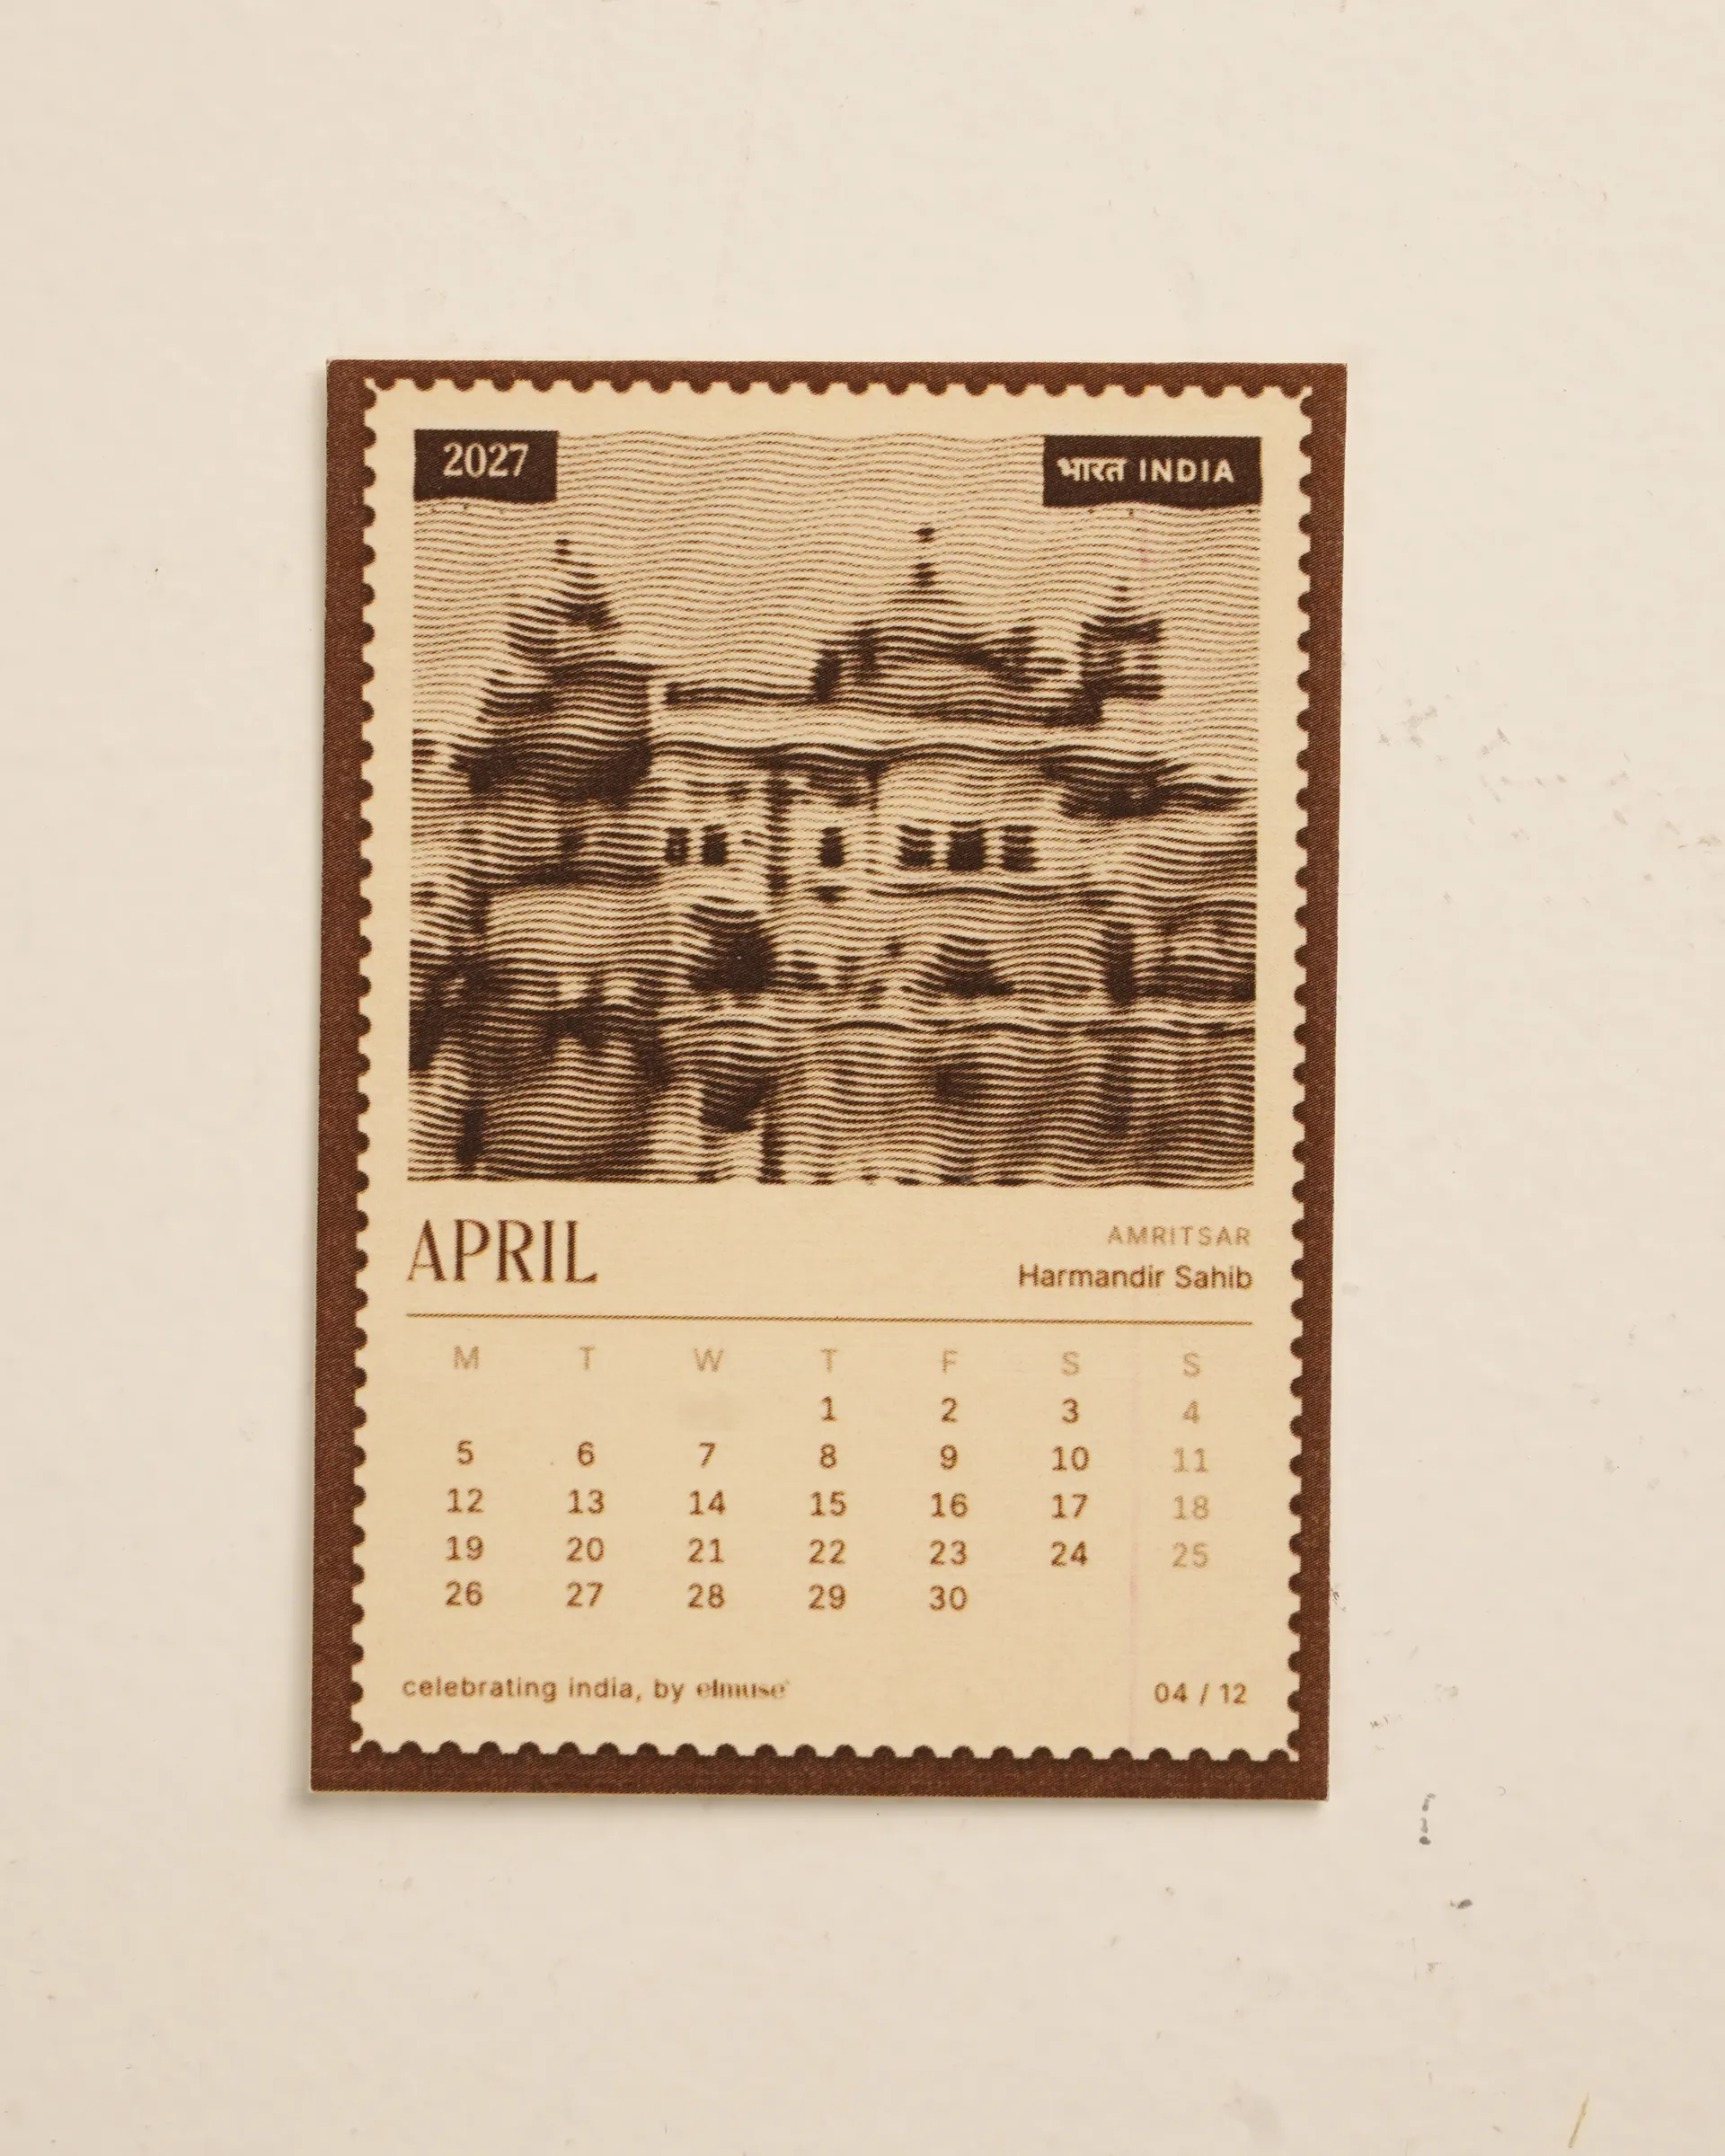 2027
भारत INDIA
APRIL
AMRITSAR
Harmandir Sahib
M T W T F S S
1 2 3 4
5 6 7 8 9 10 11
12 13 14 15 16 17 18
19 20 21 22 23 24 25
26 27 28 29 30
celebrating india, by elmuse
04 / 12